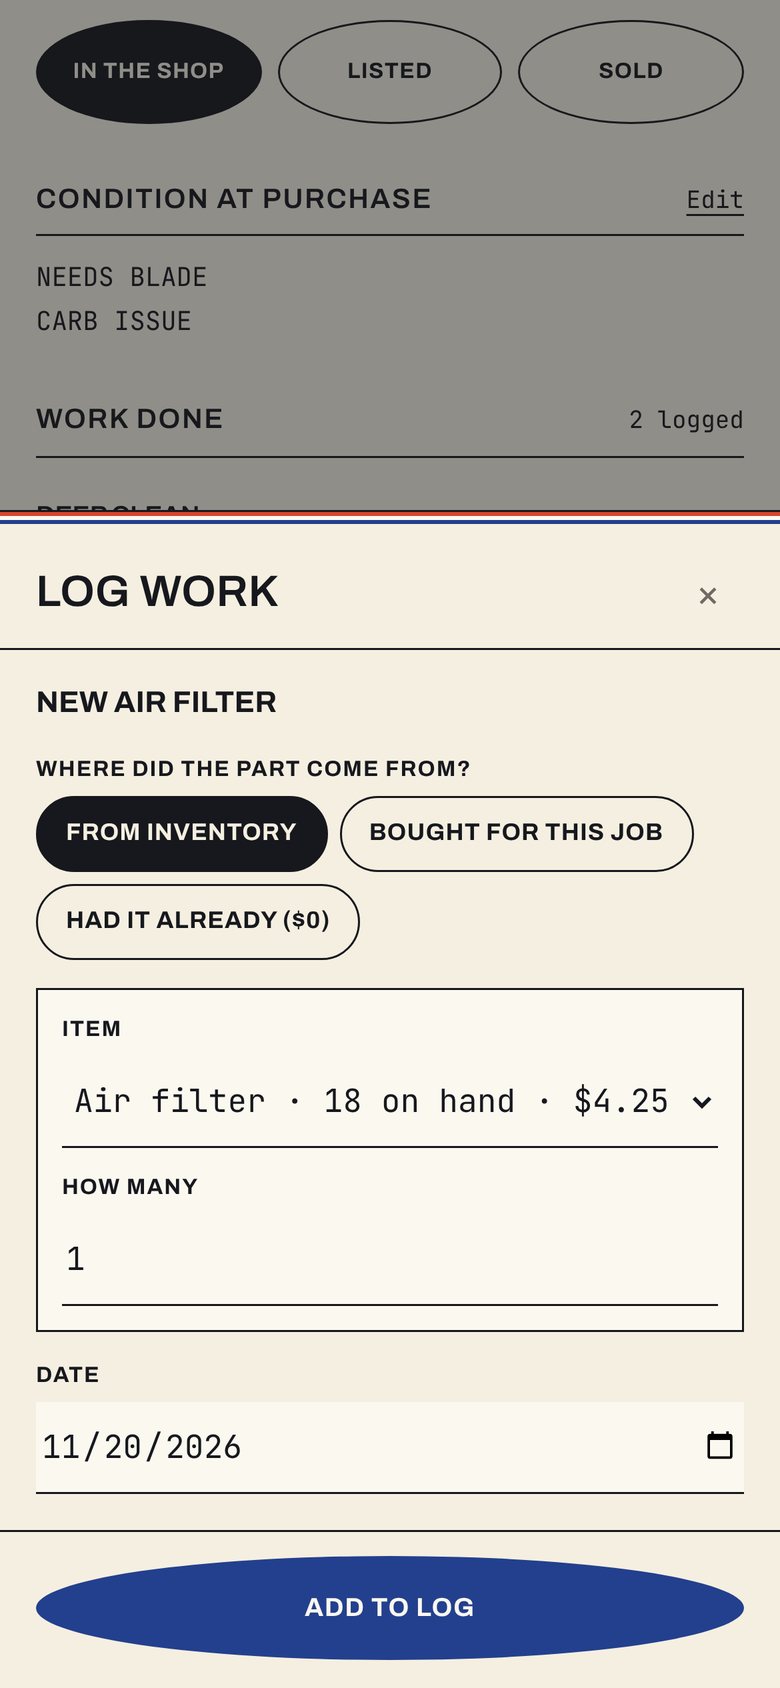 IN THE SHOP
LISTED
SOLD
CONDITION AT PURCHASE
Edit
NEEDS BLADE
CARB ISSUE
WORK DONE
2 logged
LOG WORK
×
NEW AIR FILTER
WHERE DID THE PART COME FROM?
FROM INVENTORY
BOUGHT FOR THIS JOB
HAD IT ALREADY ($0)
ITEM
Air filter · 18 on hand · $4.25
HOW MANY
1
DATE
11/20/2026
ADD TO LOG